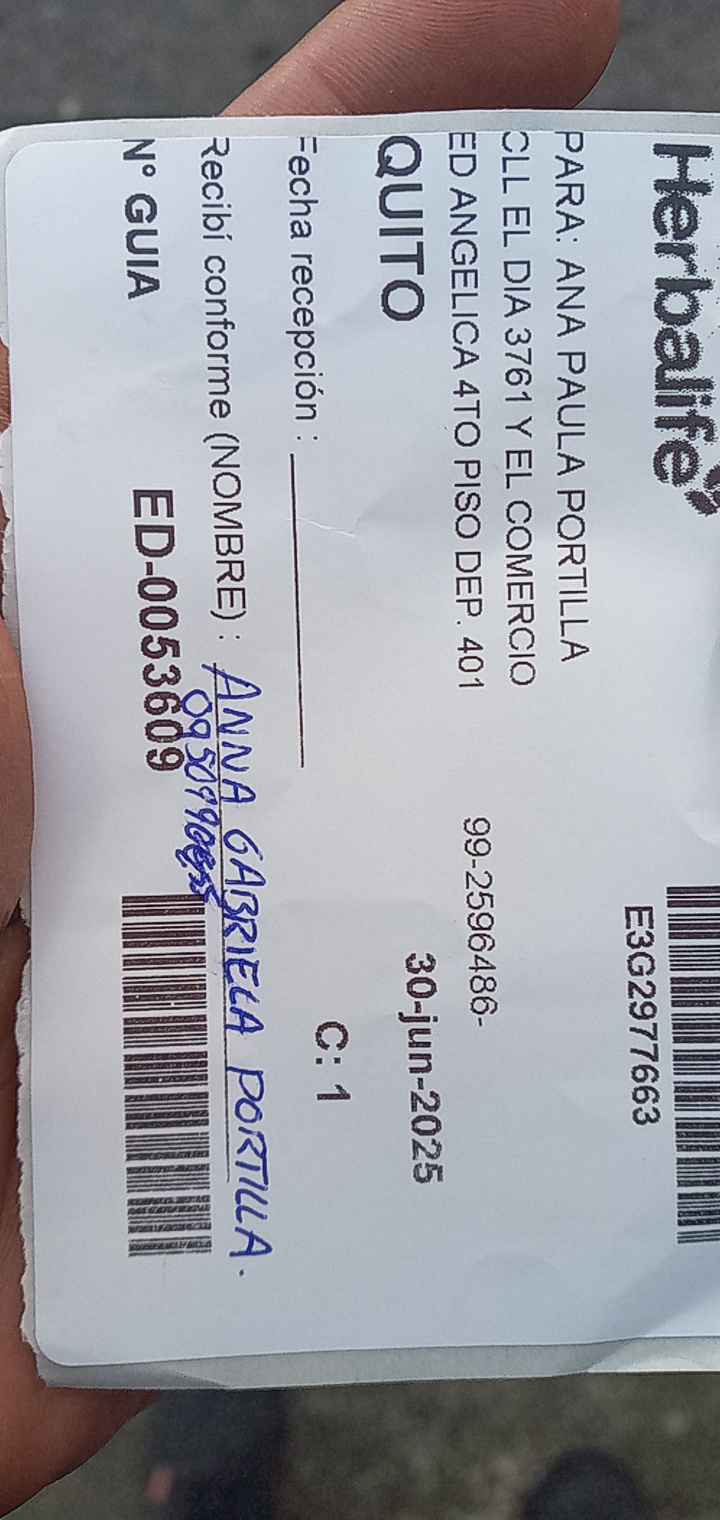 Herbalife
E3G2977663
PARA: ANA PAULA PORTILLA
CLL EL DIA 3761 Y EL COMERCIO
ED ANGELICA 4TO PISO DEP. 401
99-2596486-
QUITO
30-jun-2025
Fecha recepción :
C: 1
Recibí conforme (NOMBRE) : ANNA GABRIELA PORTILLA.
N° GUIA
ED-0053609